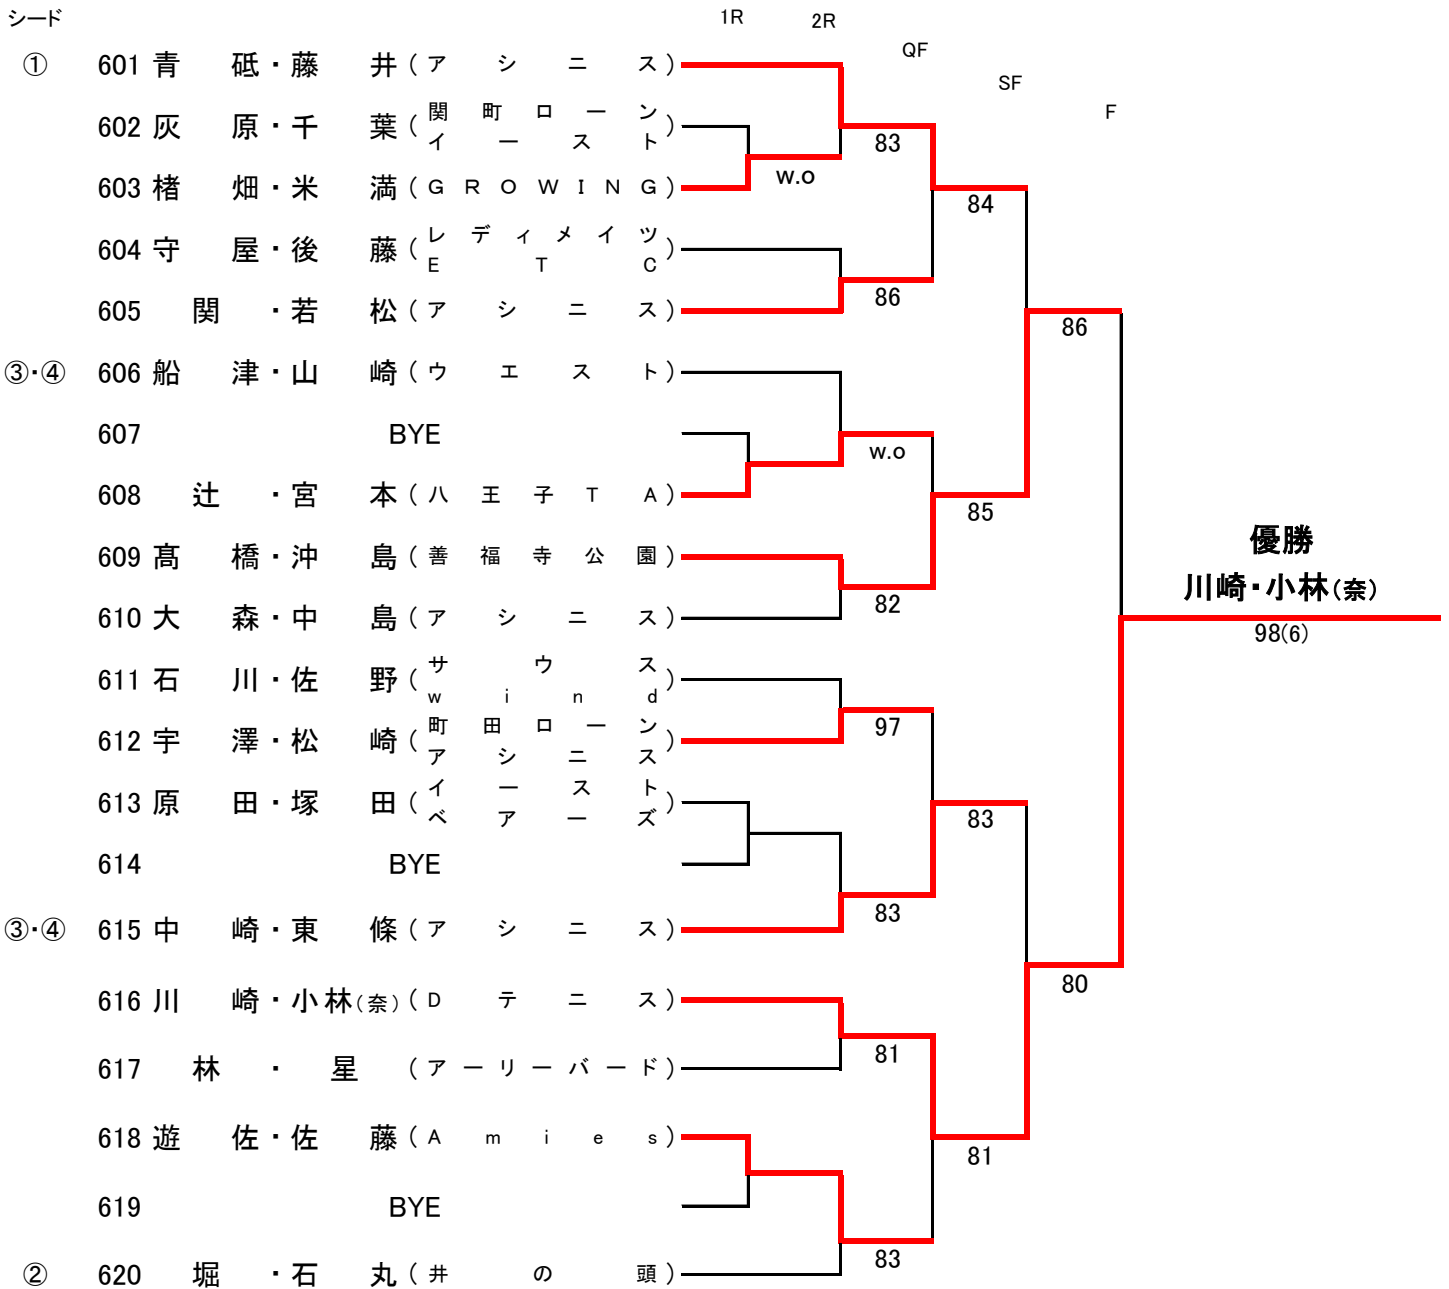 シード 1R 2R QF SF F
① 601 青砥・藤井(アシニス)
602 灰原・千葉(関町ローン イースト)
83
603 楮畑・米満(GROWING)
w.o
84
604 守屋・後藤(レディメイツ ETC)
605 関・若松(アシニス)
86
86
③・④ 606 船津・山崎(ウエスト)
607 BYE
w.o
608 辻・宮本(八王子TA)
85
609 髙橋・沖島(善福寺公園)
優勝
川崎・小林(奈)
610 大森・中島(アシニス)
82
98(6)
611 石川・佐野(サウス wind)
612 宇澤・松崎(町田ローン アシニス)
97
613 原田・塚田(イースト ベアーズ)
83
614 BYE
③・④ 615 中崎・東條(アシニス)
83
80
616 川崎・小林(奈)(Dテニス)
617 林・星(アーリーバード)
81
618 遊佐・佐藤(Amies)
81
619 BYE
② 620 堀・石丸(井の頭)
83